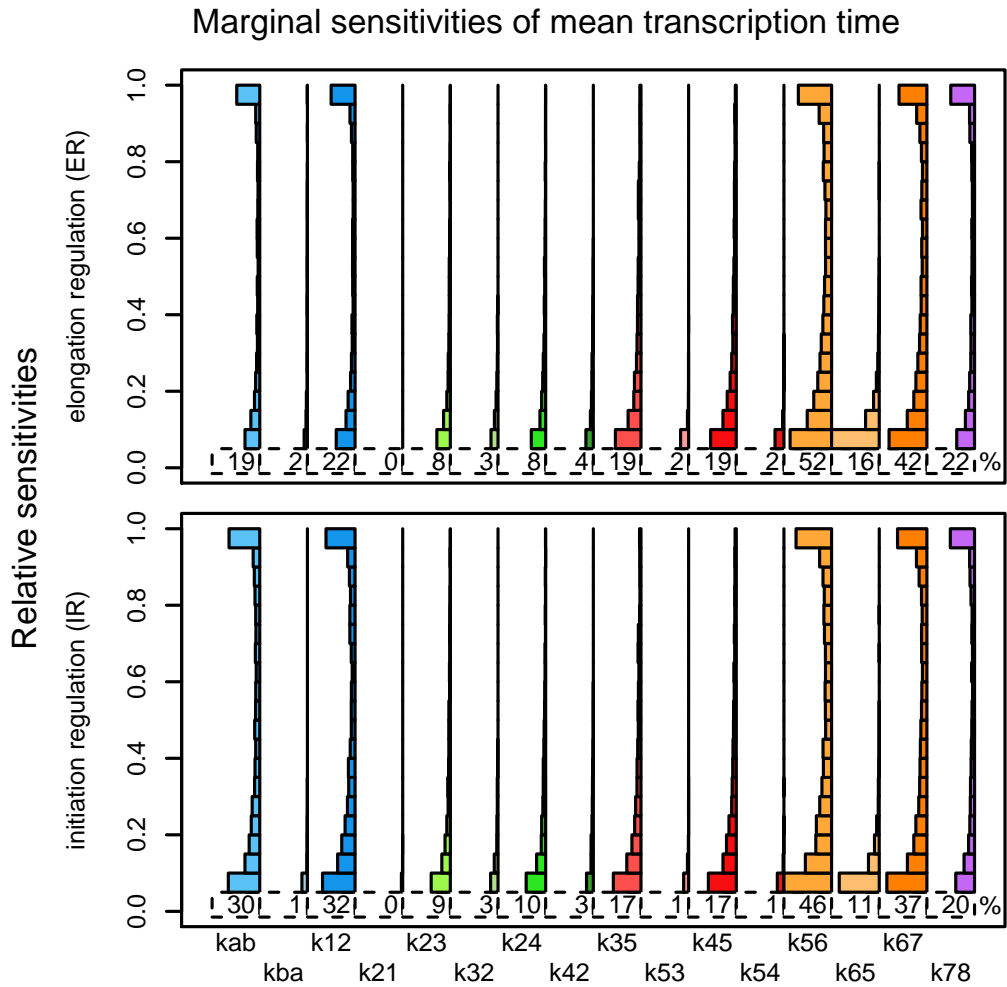 Marginal sensitivities of mean transcription time
Relative sensitivities
elongation regulation (ER)
1.0
0.8
0.6
0.4
0.2
0.0
19 2 22 0 8 3 8 4 19 2 19 2 52 16 42 22 %
initiation regulation (IR)
1.0
0.8
0.6
0.4
0.2
0.0
30 1 32 0 9 3 10 3 17 1 17 1 46 11 37 20 %
kab k12 k23 k24 k35 k45 k56 k67
kba k21 k32 k42 k53 k54 k65 k78